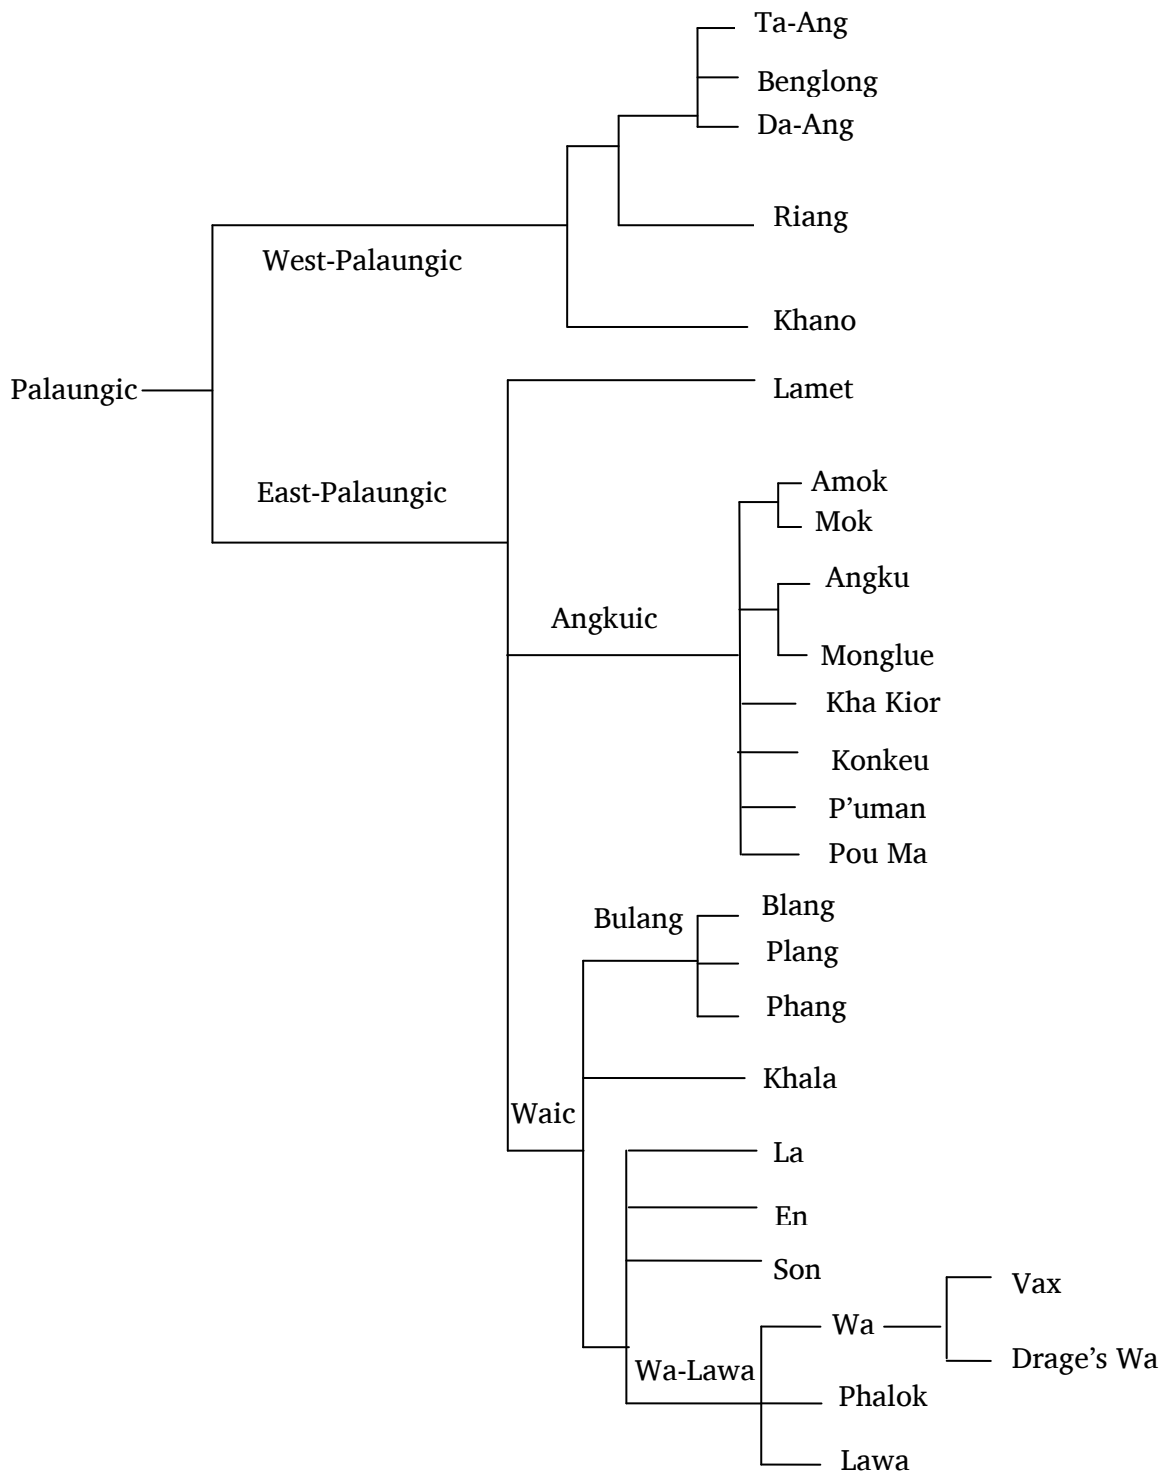 Ta-Ang
Benglong
Da-Ang
Riang
West-Palaungic
Khano
Palaungic
Lamet
East-Palaungic
Amok
Mok
Angku
Angkuic
Monglue
Kha Kior
Konkeu
P’uman
Pou Ma
Blang
Bulang
Plang
Phang
Khala
Waic
La
En
Son
Vax
Wa
Drage’s Wa
Wa-Lawa
Phalok
Lawa